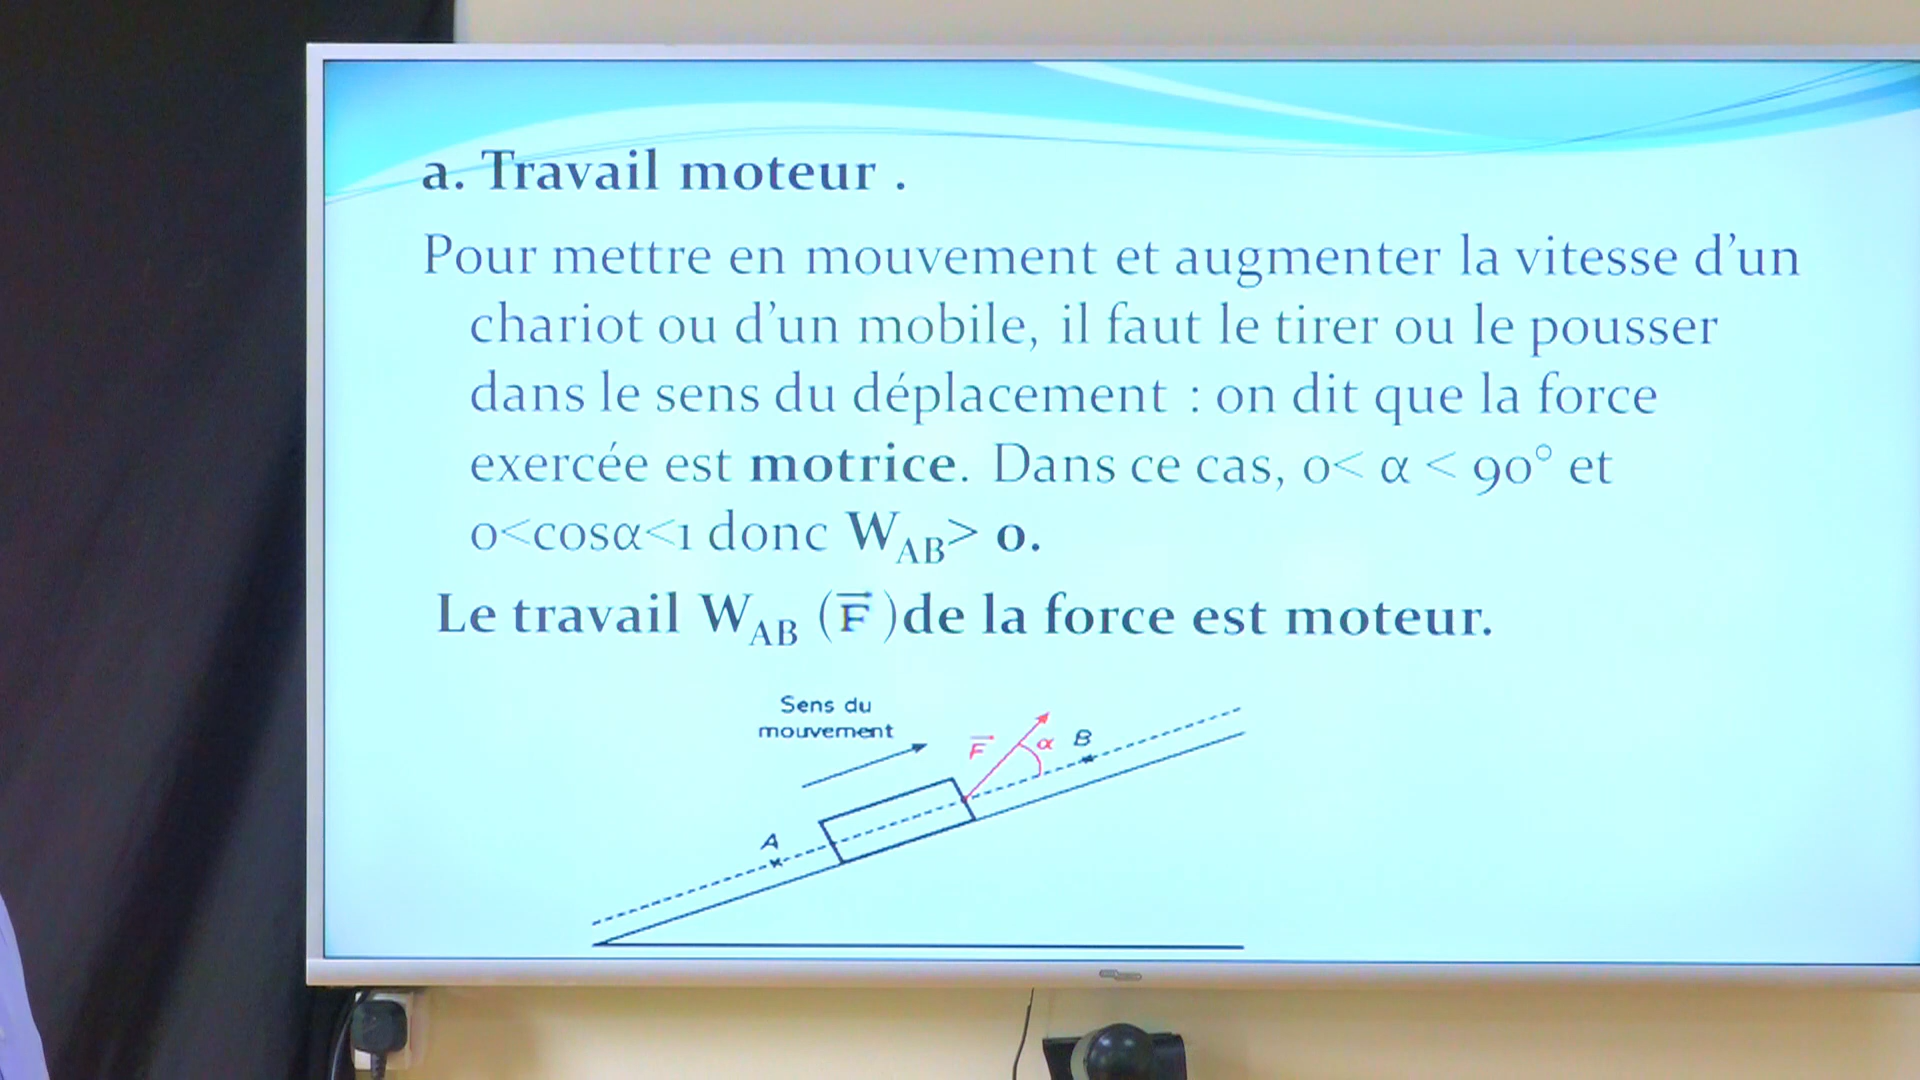 a. Travail moteur .
Pour mettre en mouvement et augmenter la vitesse d'un
chariot ou d'un mobile, il faut le tirer ou le pousser
dans le sens du déplacement : on dit que la force
exercée est motrice. Dans ce cas, 0< α < 90° et
0<cosα<1 donc W_AB> 0.
Le travail W_AB (F⃗ )de la force est moteur.
Sens du
mouvement
F⃗ α B
A